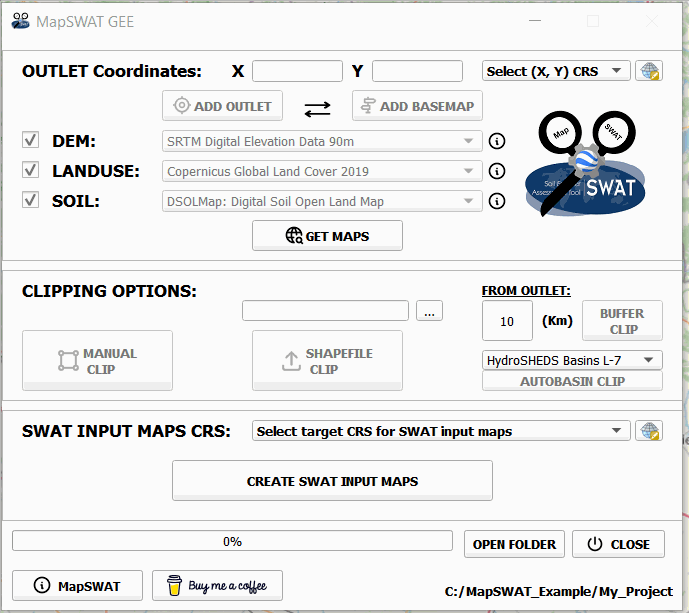 MapSWAT GEE
OUTLET Coordinates: X Y Select (X, Y) CRS
ADD OUTLET ADD BASEMAP
DEM: SRTM Digital Elevation Data 90m
LANDUSE: Copernicus Global Land Cover 2019
SOIL: DSOLMap: Digital Soil Open Land Map
Map SWAT
Soil
Assessment Tool SWAT
GET MAPS
CLIPPING OPTIONS:
...
FROM OUTLET:
10 (Km)
BUFFER
CLIP
MANUAL
CLIP
SHAPEFILE
CLIP
HydroSHEDS Basins L-7
AUTOBASIN CLIP
SWAT INPUT MAPS CRS: Select target CRS for SWAT input maps
CREATE SWAT INPUT MAPS
0% OPEN FOLDER CLOSE
MapSWAT Buy me a coffee
C:/MapSWAT_Example/My_Project